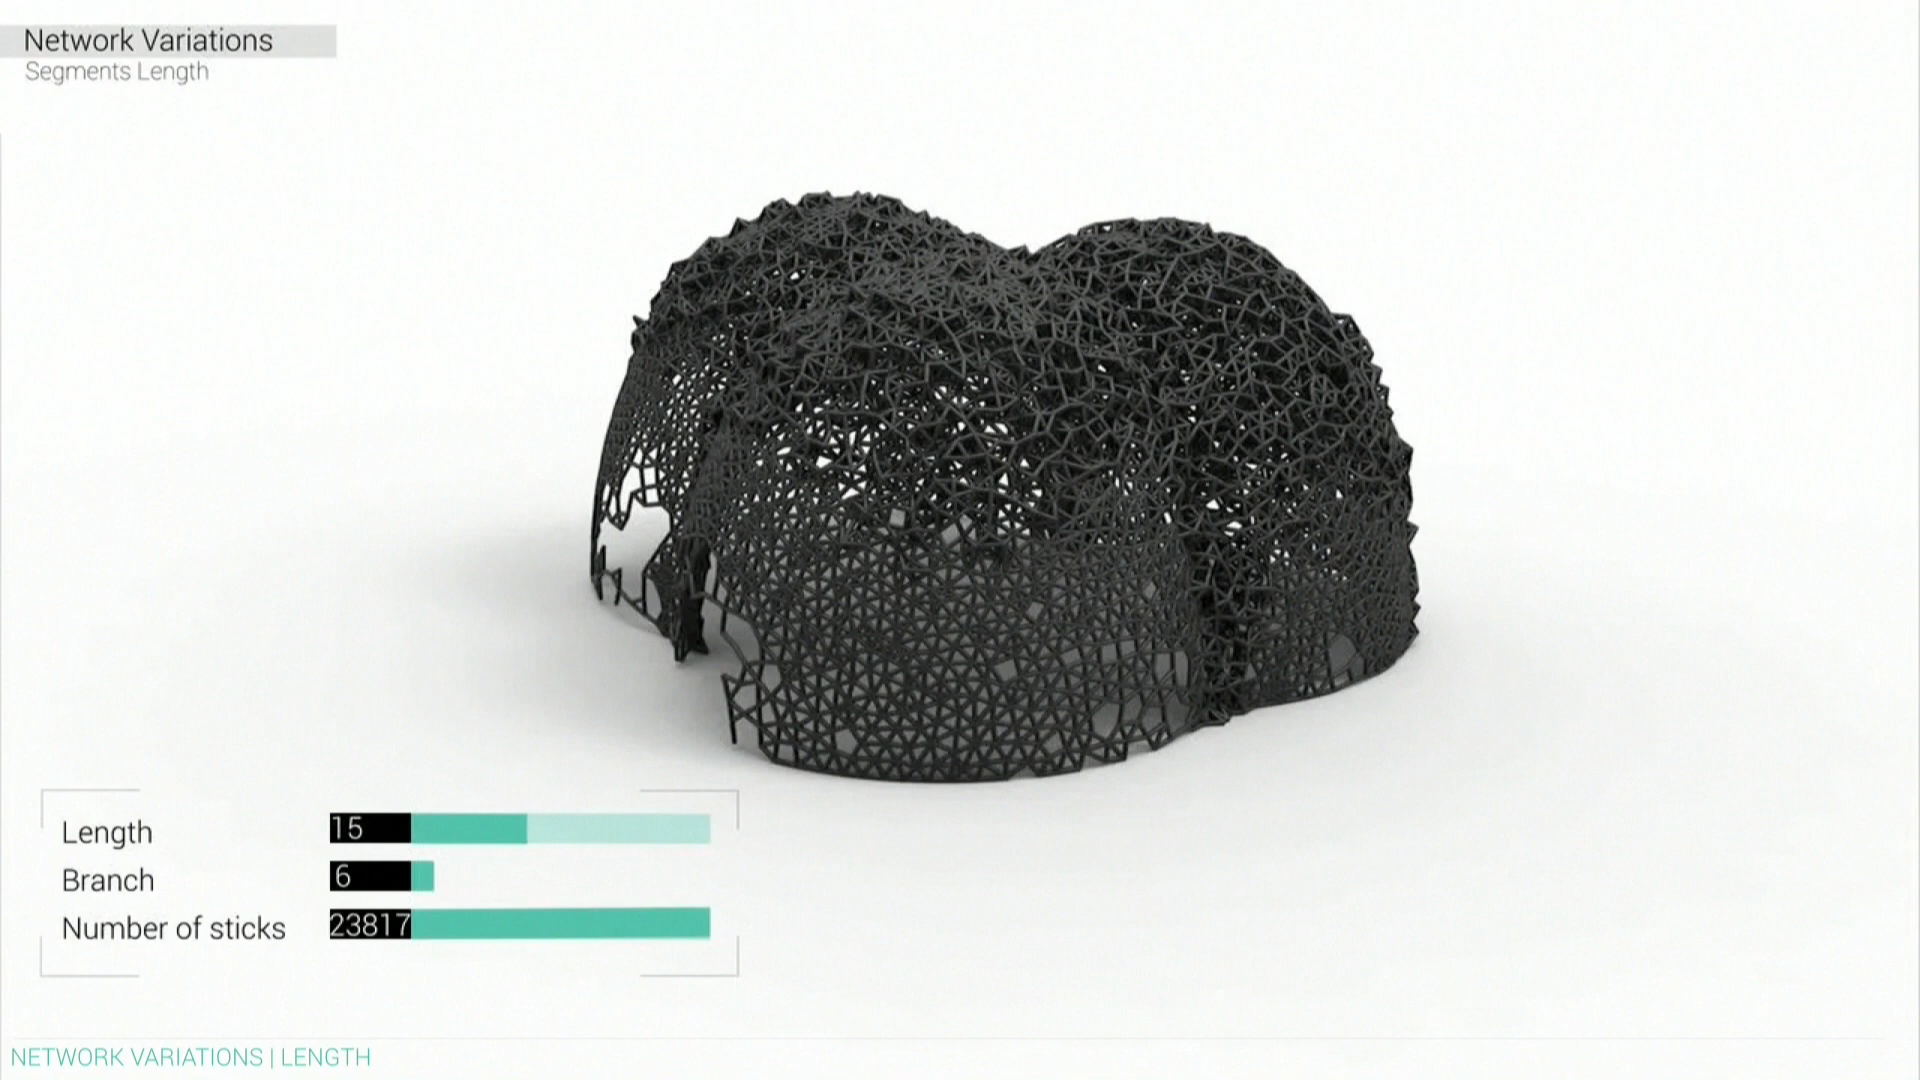 Network Variations
Segments Length
Length 15
Branch 6
Number of sticks 23817
NETWORK VARIATIONS | LENGTH